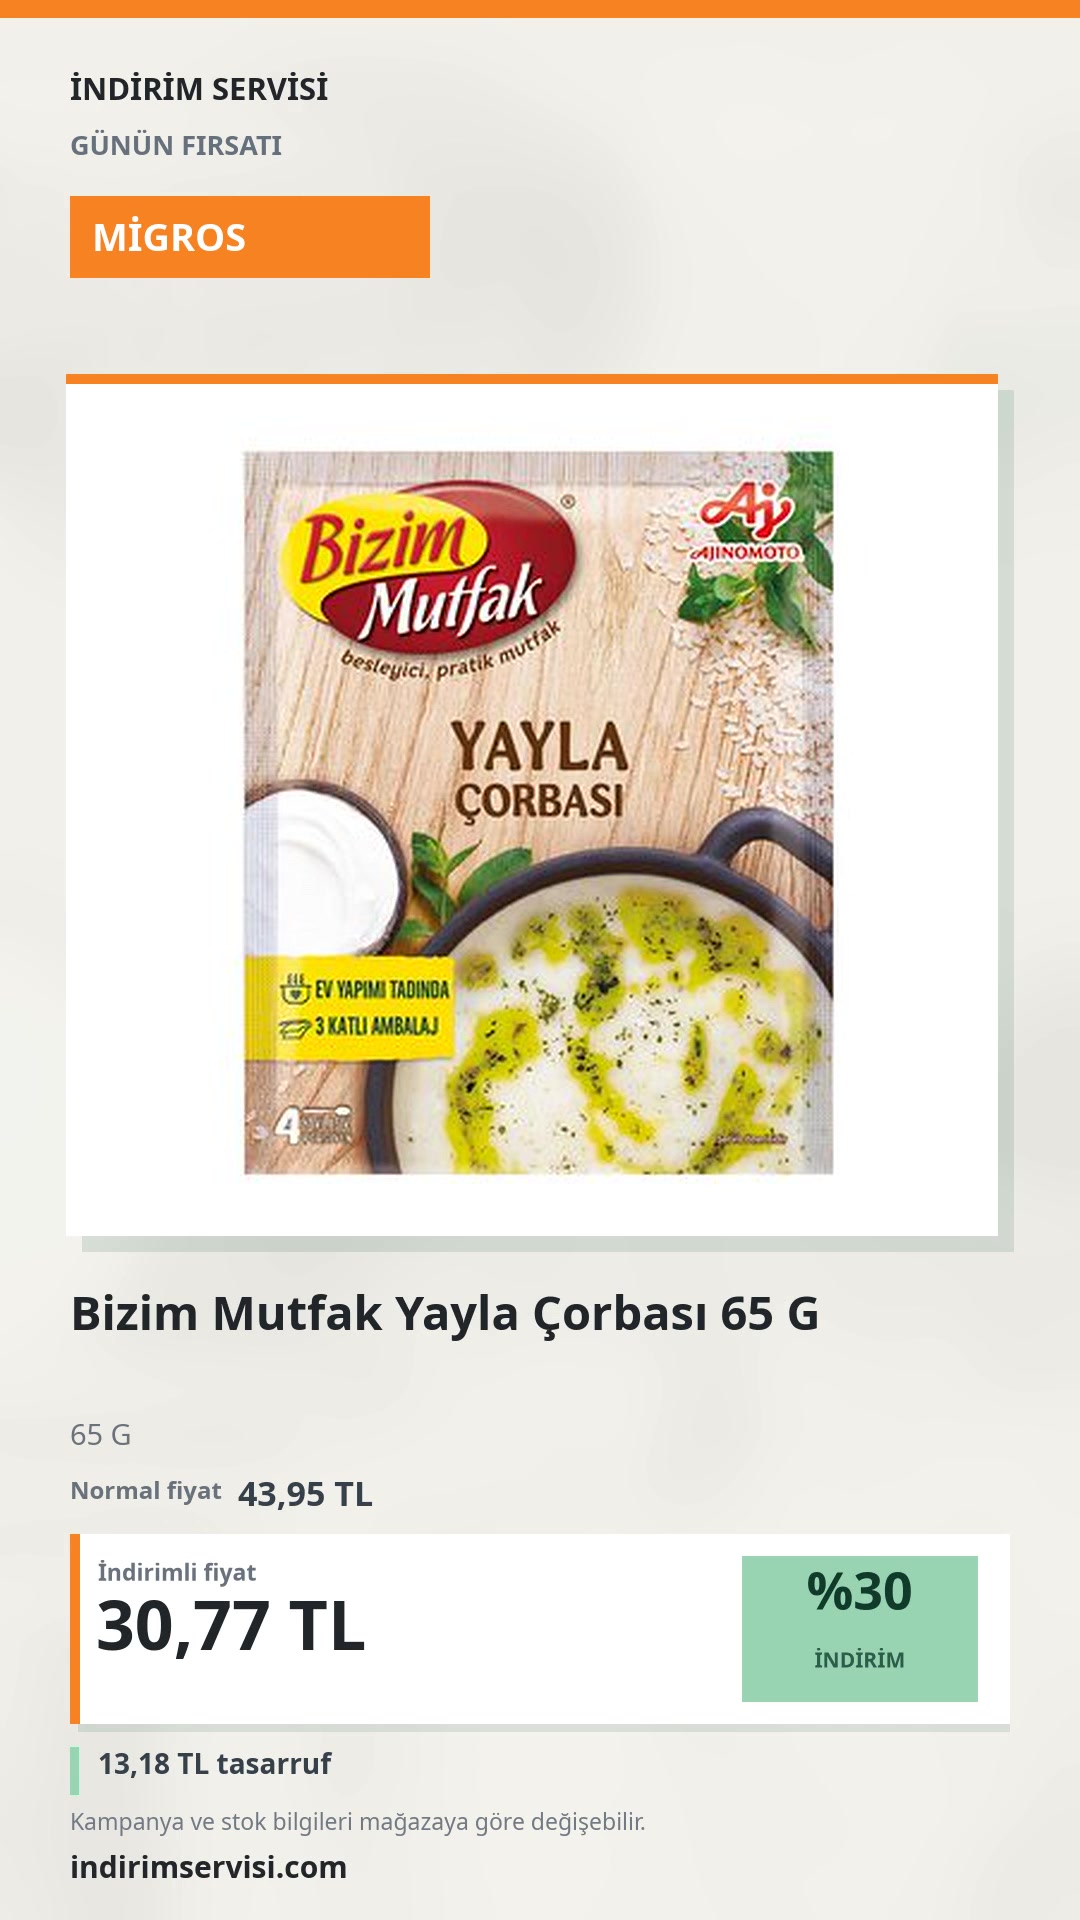 İNDİRİM SERVİSİ
GÜNÜN FIRSATI
MİGROS
Bizim
Mutfak
®
besleyici, pratik mutfak
Aj
AJINOMOTO
YAYLA
ÇORBASI
EV YAPIMI TADINDA
3 KATLI AMBALAJ
4
Bizim Mutfak Yayla Çorbası 65 G
65 G
Normal fiyat 43,95 TL
İndirimli fiyat
30,77 TL
%30
İNDİRİM
13,18 TL tasarruf
Kampanya ve stok bilgileri mağazaya göre değişebilir.
indirimservisi.com